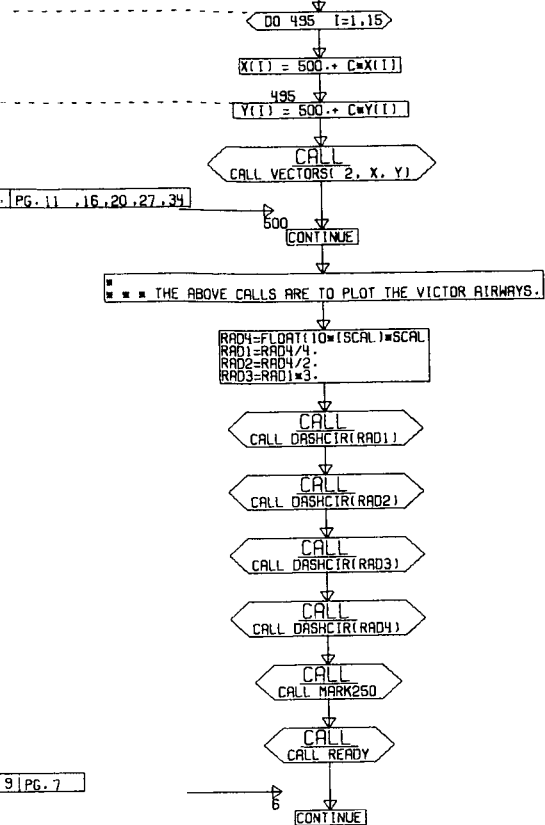 DO 495 I=1,15
X(I) = 500.+ C*X(I)
495
Y(I) = 500.+ C*Y(I)
CALL
CALL VECTORS( 2, X, Y)
PG.11 ,16,20,27,34
500
CONTINUE
*
* * * THE ABOVE CALLS ARE TO PLOT THE VICTOR AIRWAYS.
RAD4=FLOAT(10*ISCAL)*SCAL
RAD1=RAD4/4.
RAD2=RAD4/2.
RAD3=RAD1*3.
CALL
CALL DASHCIR(RAD1)
CALL
CALL DASHCIR(RAD2)
CALL
CALL DASHCIR(RAD3)
CALL
CALL DASHCIR(RAD4)
CALL
CALL MARK250
CALL
CALL READY
9 PG.7
6
CONTINUE